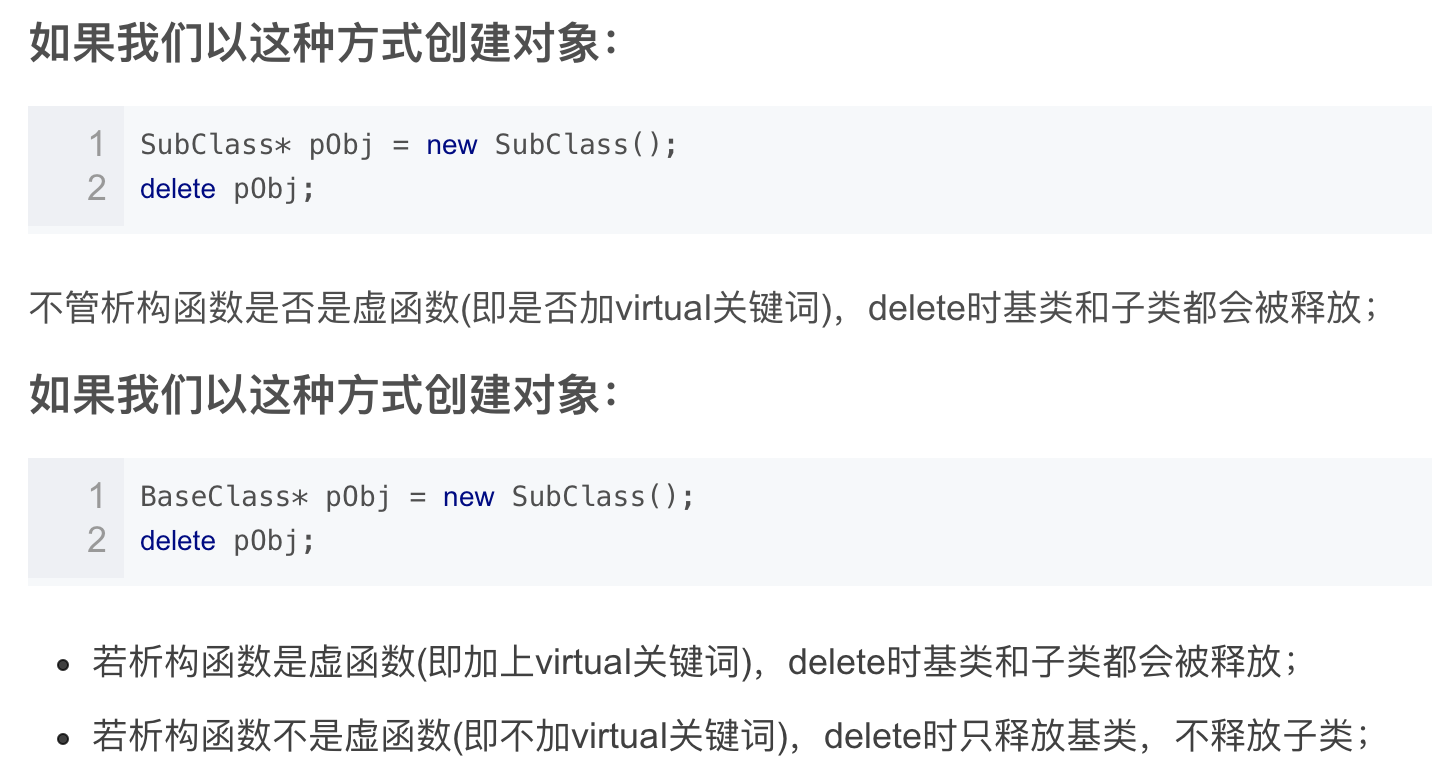 如果我们以这种方式创建对象：
1 SubClass* pObj = new SubClass();
2 delete pObj;
不管析构函数是否是虚函数(即是否加virtual关键词)，delete时基类和子类都会被释放；
如果我们以这种方式创建对象：
1 BaseClass* pObj = new SubClass();
2 delete pObj;
• 若析构函数是虚函数(即加上virtual关键词)，delete时基类和子类都会被释放；
• 若析构函数不是虚函数(即不加virtual关键词)，delete时只释放基类，不释放子类；